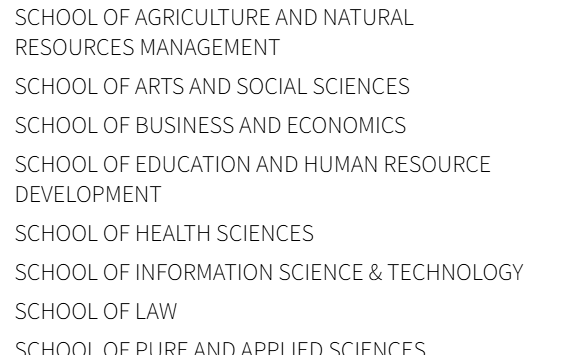 SCHOOL OF AGRICULTURE AND NATURAL
RESOURCES MANAGEMENT
SCHOOL OF ARTS AND SOCIAL SCIENCES
SCHOOL OF BUSINESS AND ECONOMICS
SCHOOL OF EDUCATION AND HUMAN RESOURCE
DEVELOPMENT
SCHOOL OF HEALTH SCIENCES
SCHOOL OF INFORMATION SCIENCE & TECHNOLOGY
SCHOOL OF LAW
SCHOOL OF PURE AND APPLIED SCIENCES